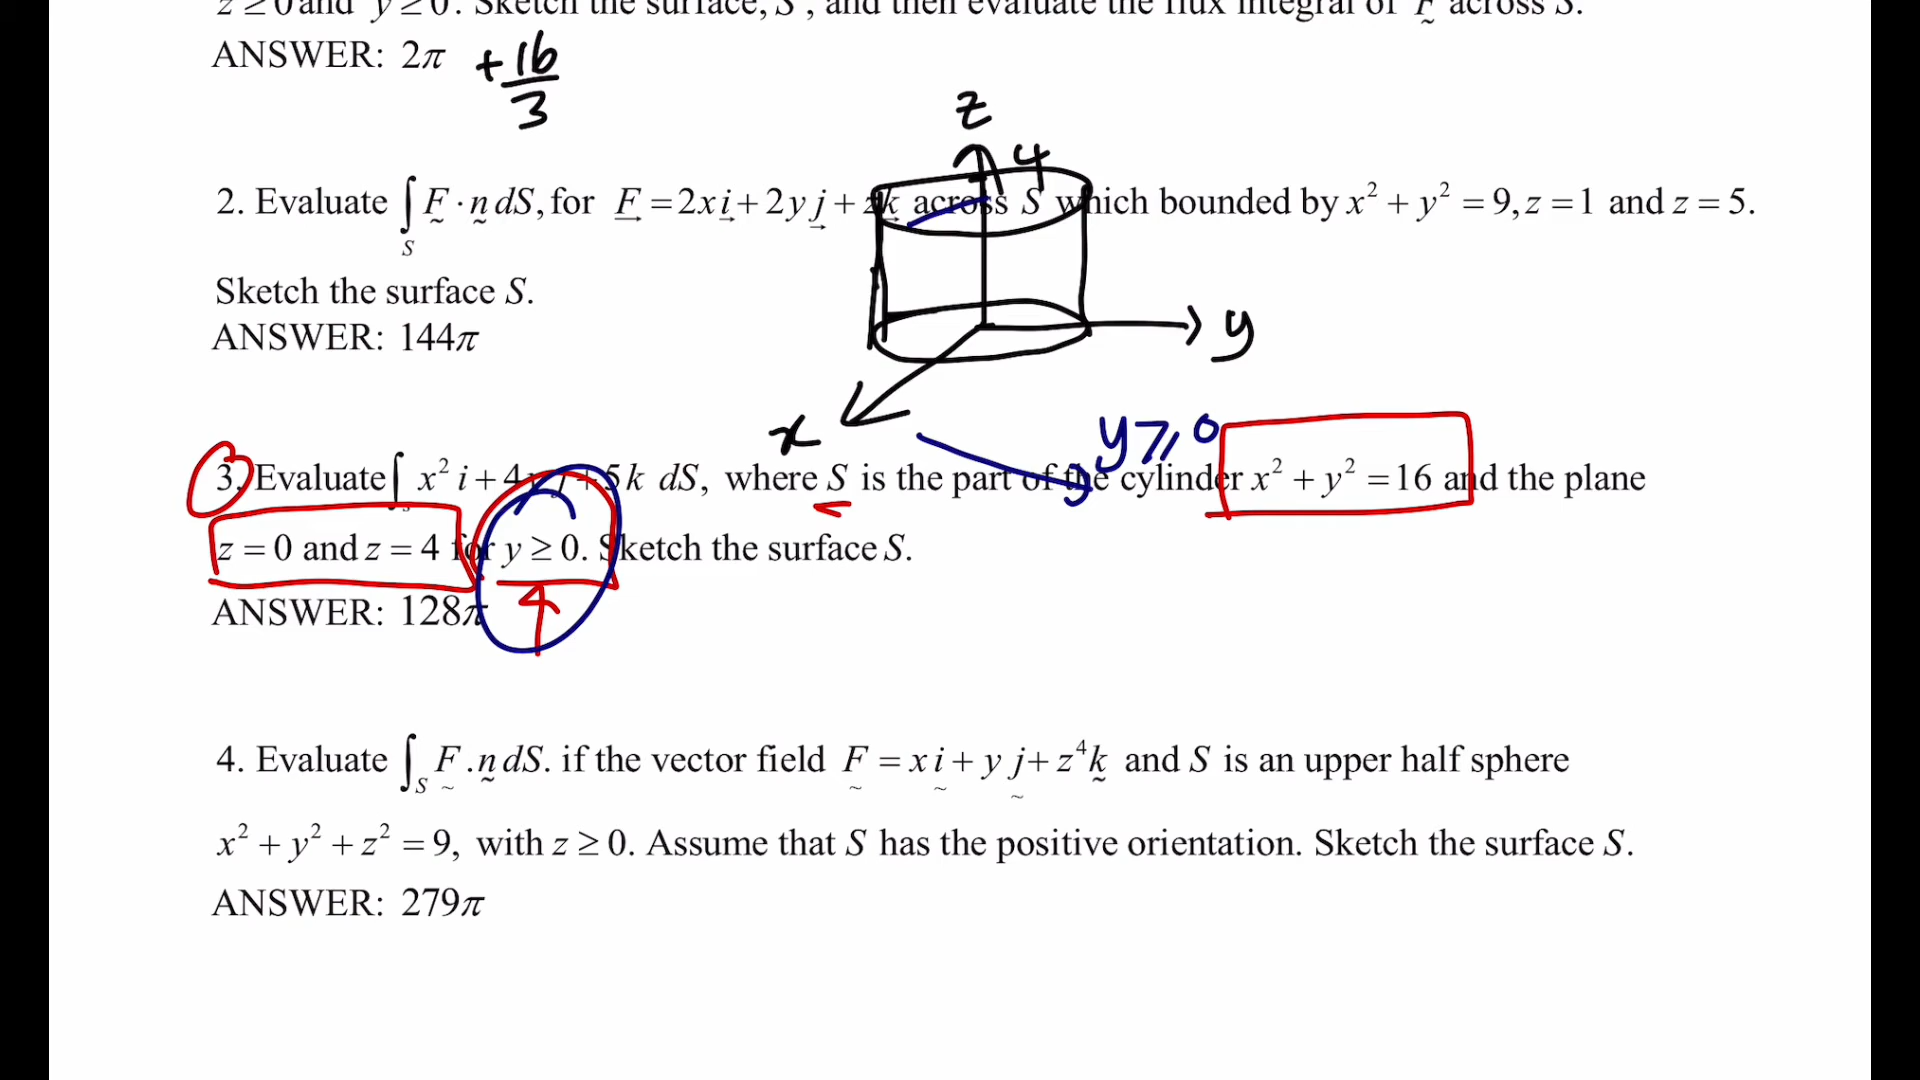 z ≥ 0 and y ≥ 0. Sketch the surface, S, and then evaluate the flux integral of F across S.
ANSWER: 2π + 16/3
z
4
2. Evaluate ∫_S F · n dS, for F = 2x i + 2y j + zk across S which bounded by x² + y² = 9, z = 1 and z = 5.
Sketch the surface S.
y
ANSWER: 144π
x
y ≥ 0
3. Evaluate ∫_S x² i + 4 j + 5k dS, where S is the part of the cylinder x² + y² = 16 and the plane
z = 0 and z = 4 for y ≥ 0. Sketch the surface S.
ANSWER: 128π
4. Evaluate ∫_S F . n dS. if the vector field F = x i + y j + z⁴k and S is an upper half sphere
x² + y² + z² = 9, with z ≥ 0. Assume that S has the positive orientation. Sketch the surface S.
ANSWER: 279π